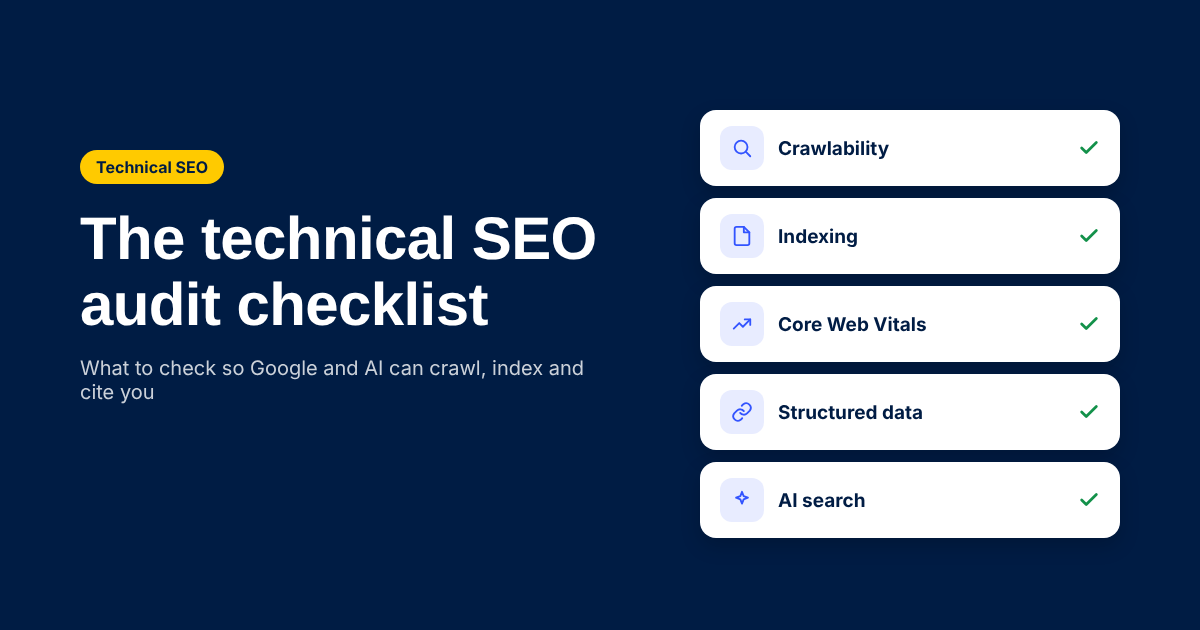 Technical SEO
The technical SEO
audit checklist
What to check so Google and AI can crawl, index and
cite you
Crawlability
Indexing
Core Web Vitals
Structured data
AI search